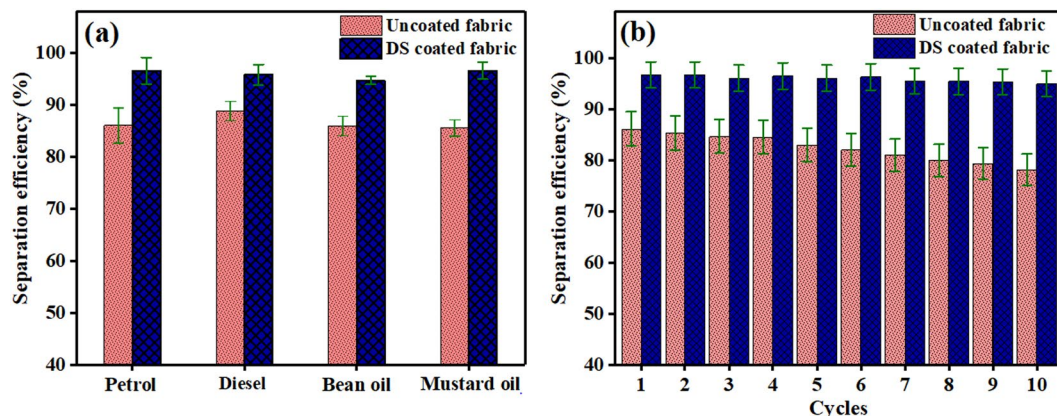 (a)
Uncoated fabric
DS coated fabric
Separation efficiency (%)
100
90
80
70
60
50
40
Petrol Diesel Bean oil Mustard oil
(b)
Uncoated fabric
DS coated fabric
Separation efficiency (%)
100
90
80
70
60
50
40
1 2 3 4 5 6 7 8 9 10
Cycles